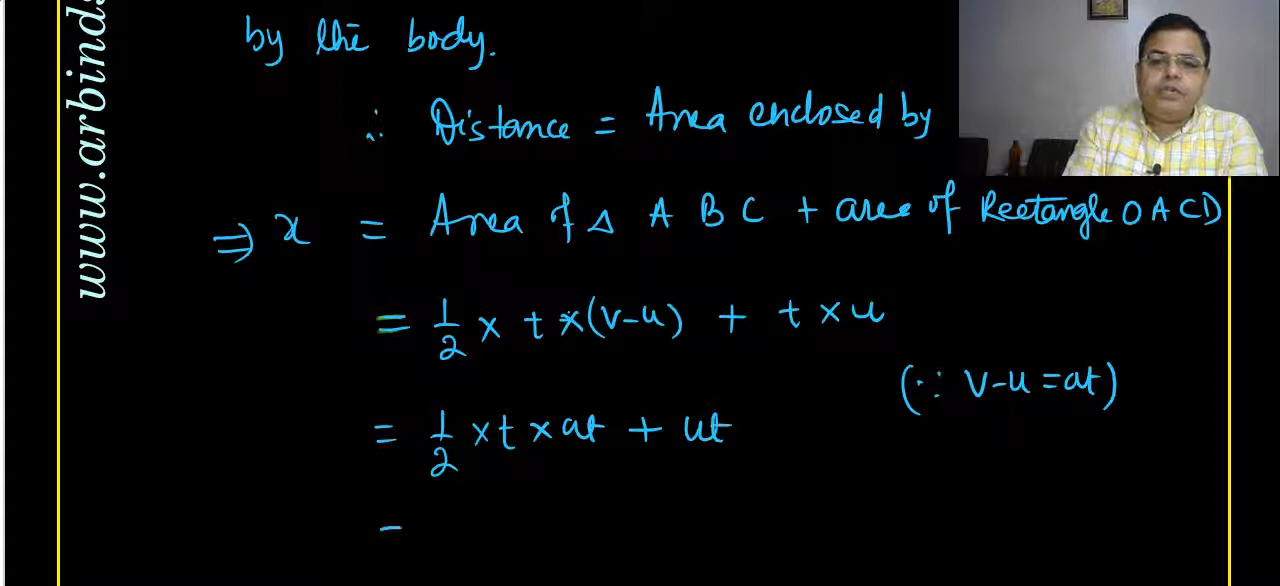 www.arbinds
by the body.
∴ Distance = Area enclosed by
⇒ x = Area of Δ A B C + area of Rectangle O A C D
= 1/2 × t × (v-u) + t × u
(∵ v-u = at)
= 1/2 × t × at + ut